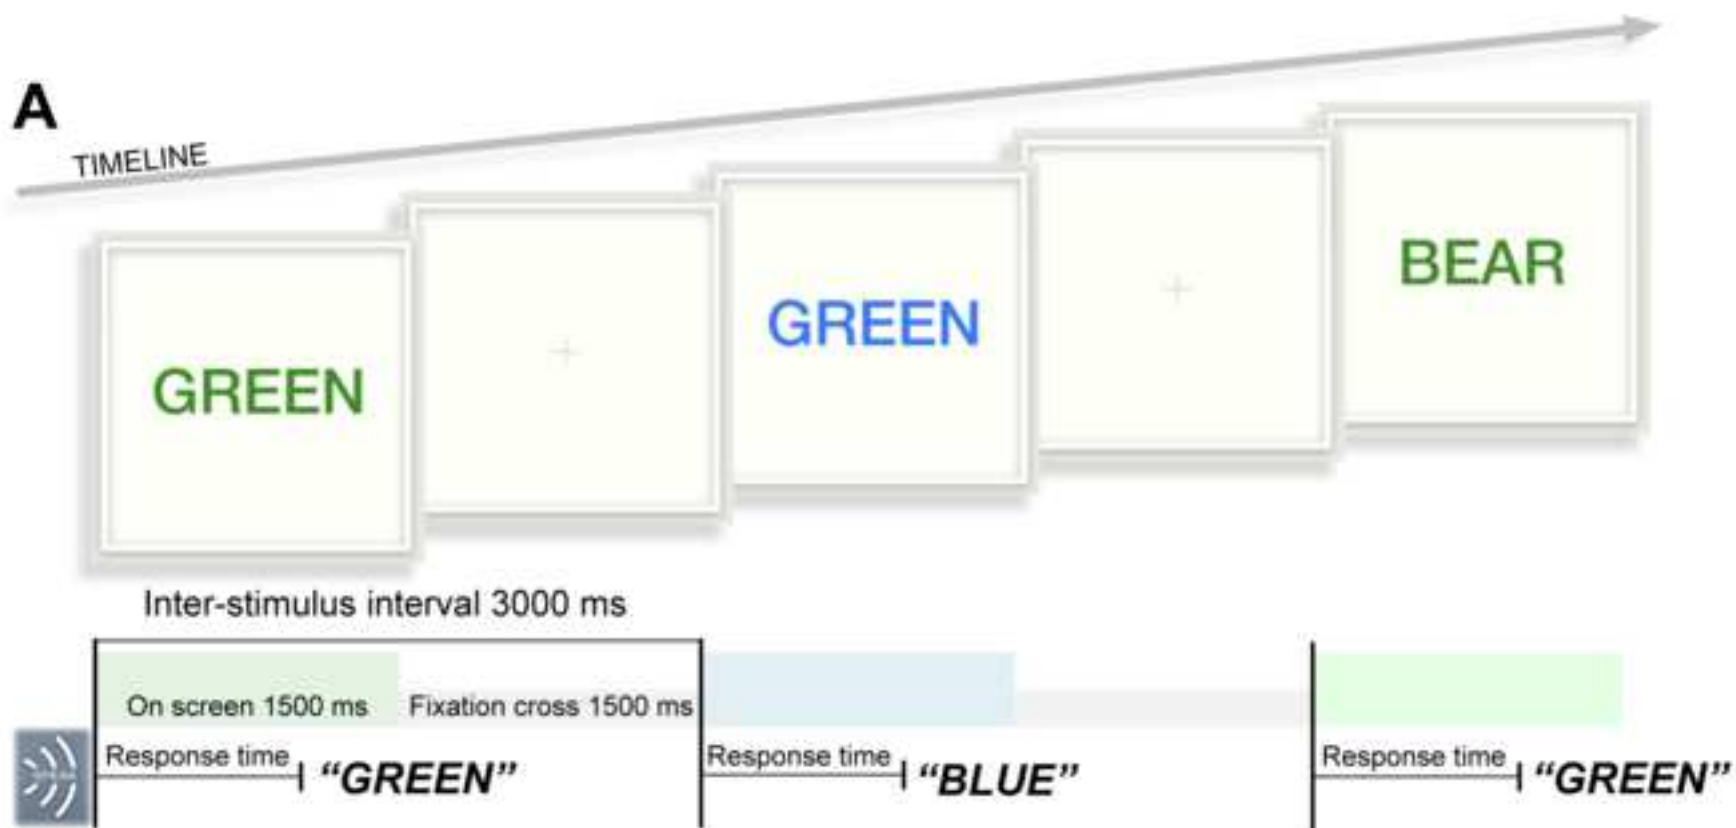 A
TIMELINE
GREEN
GREEN
BEAR
Inter-stimulus interval 3000 ms
On screen 1500 ms
Fixation cross 1500 ms
Response time
“GREEN”
Response time
“BLUE”
Response time
“GREEN”